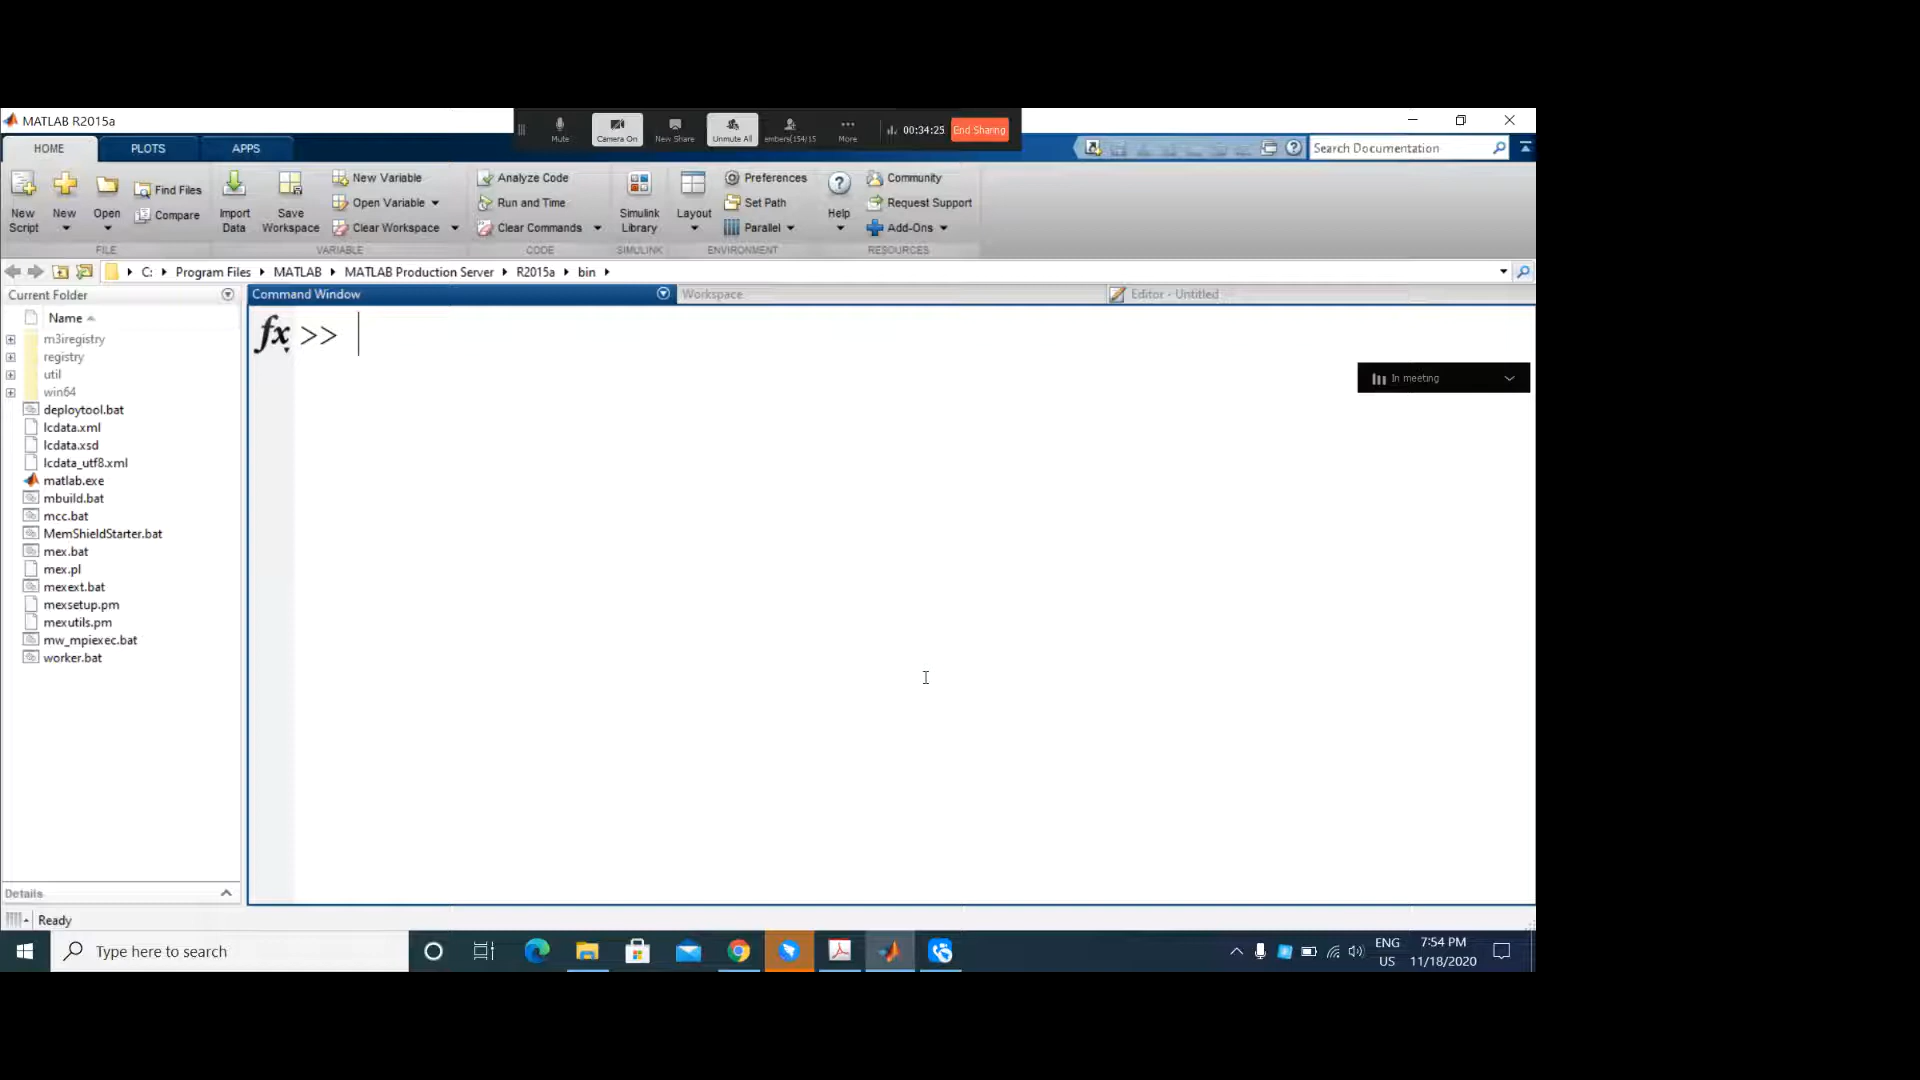 MATLAB R2015a
Mute
Camera On
New Share
Unmute All
embers(154)/15
More
00:34:25
End Sharing
HOME
PLOTS
APPS
Search Documentation
New Script
New
Open
Find Files
Compare
Import Data
Save Workspace
New Variable
Open Variable
Clear Workspace
Analyze Code
Run and Time
Clear Commands
Simulink Library
Layout
Preferences
Set Path
Parallel
Help
Community
Request Support
Add-Ons
FILE
VARIABLE
CODE
SIMULINK
ENVIRONMENT
RESOURCES
C: Program Files MATLAB MATLAB Production Server R2015a bin
Current Folder
Command Window
Workspace
Editor - Untitled
Name
fx >>
m3iregistry
registry
util
win64
deploytool.bat
lcdata.xml
lcdata.xsd
lcdata_utf8.xml
matlab.exe
mbuild.bat
mcc.bat
MemShieldStarter.bat
mex.bat
mex.pl
mexext.bat
mexsetup.pm
mexutils.pm
mw_mpiexec.bat
worker.bat
In meeting
Details
Ready
Type here to search
ENG
US
7:54 PM
11/18/2020